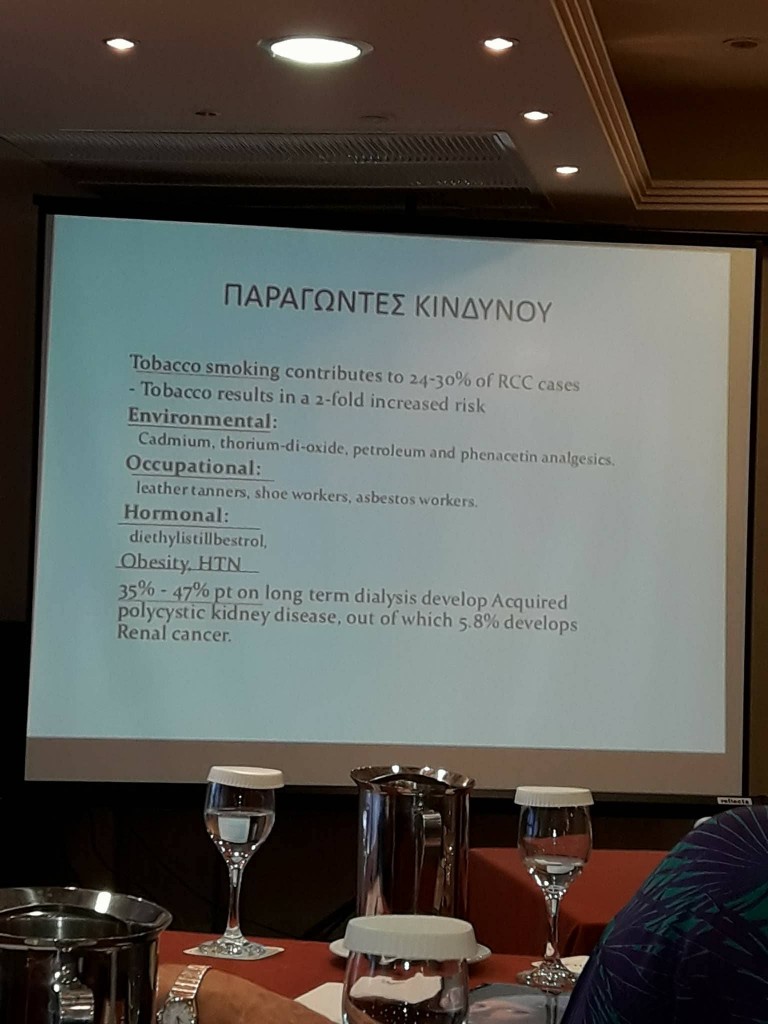 ΠΑΡΑΓΩΝΤΕΣ ΚΙΝΔΥΝΟΥ
Tobacco smoking contributes to 24-30% of RCC cases
- Tobacco results in a 2-fold increased risk
Environmental:
Cadmium, thorium-di-oxide, petroleum and phenacetin analgesics.
Occupational:
leather tanners, shoe workers, asbestos workers.
Hormonal:
diethylistillbestrol,
Obesity, HTN
35% - 47% pt on long term dialysis develop Acquired
polycystic kidney disease, out of which 5.8% develops
Renal cancer.
reflecta